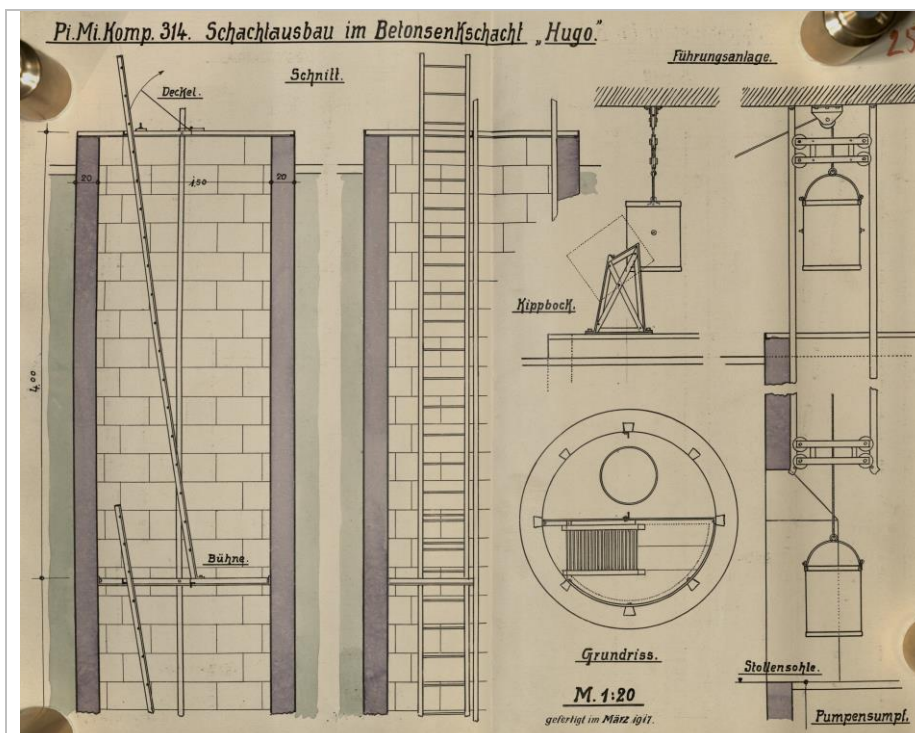 Pi.Mi.Komp. 314. Schachtausbau im Betonsenkschacht „Hugo."
25
Schnitt.
Führungsanlage.
Deckel.
20
1,50
20
Kippbock.
4,00
Bühne.
Grundriss.
Stollensohle.
M. 1:20
gefertigt im März 1917.
Pumpensumpf.